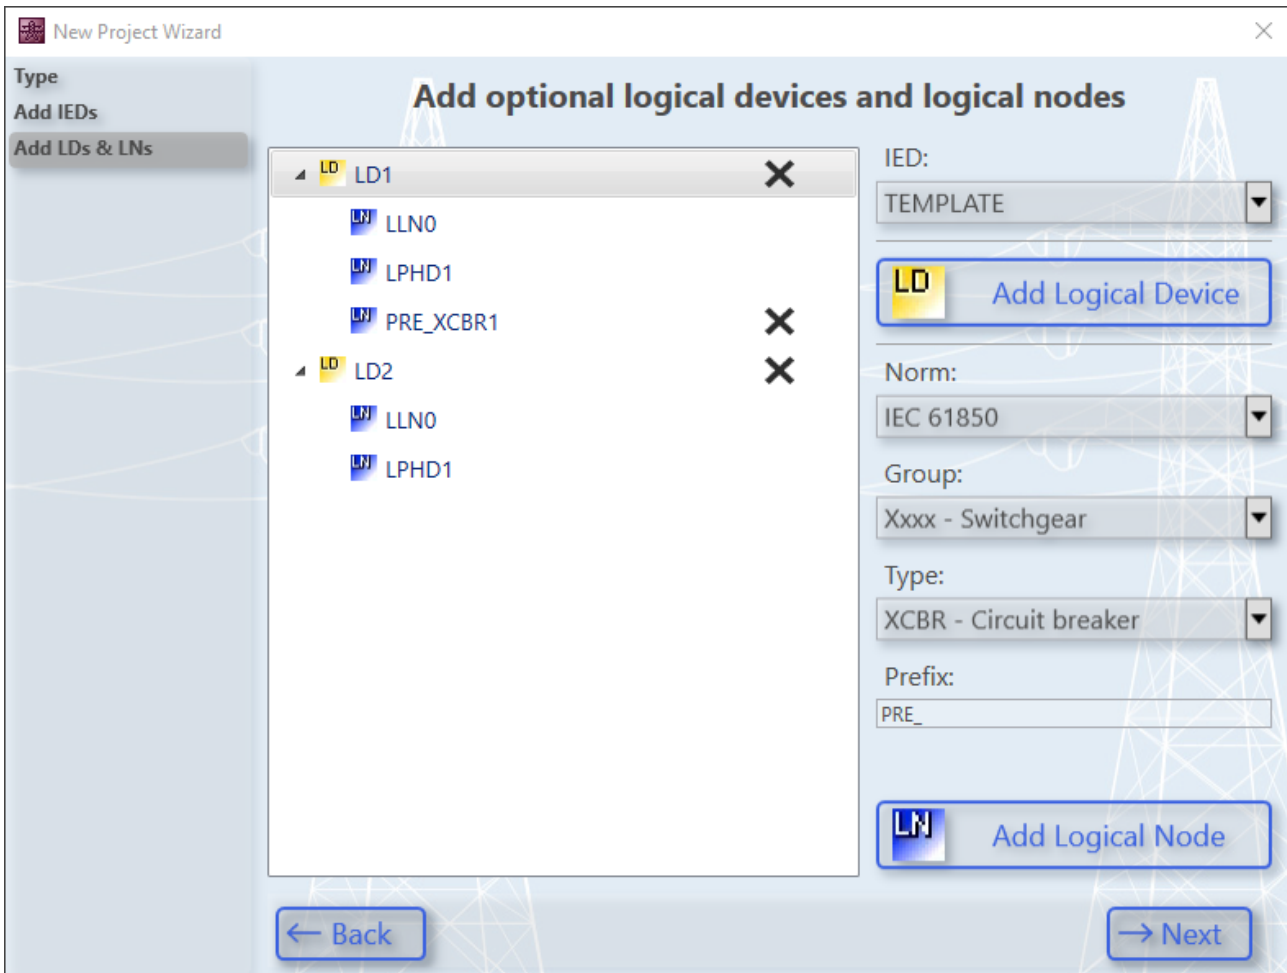 New Project Wizard
Type
Add IEDs
Add LDs & LNs
Add optional logical devices and logical nodes
LD LD1
LN LLN0
LN LPHD1
LN PRE_XCBR1
LD LD2
LN LLN0
LN LPHD1
IED:
TEMPLATE
LD Add Logical Device
Norm:
IEC 61850
Group:
Xxxx - Switchgear
Type:
XCBR - Circuit breaker
Prefix:
PRE_
LN Add Logical Node
← Back
→ Next